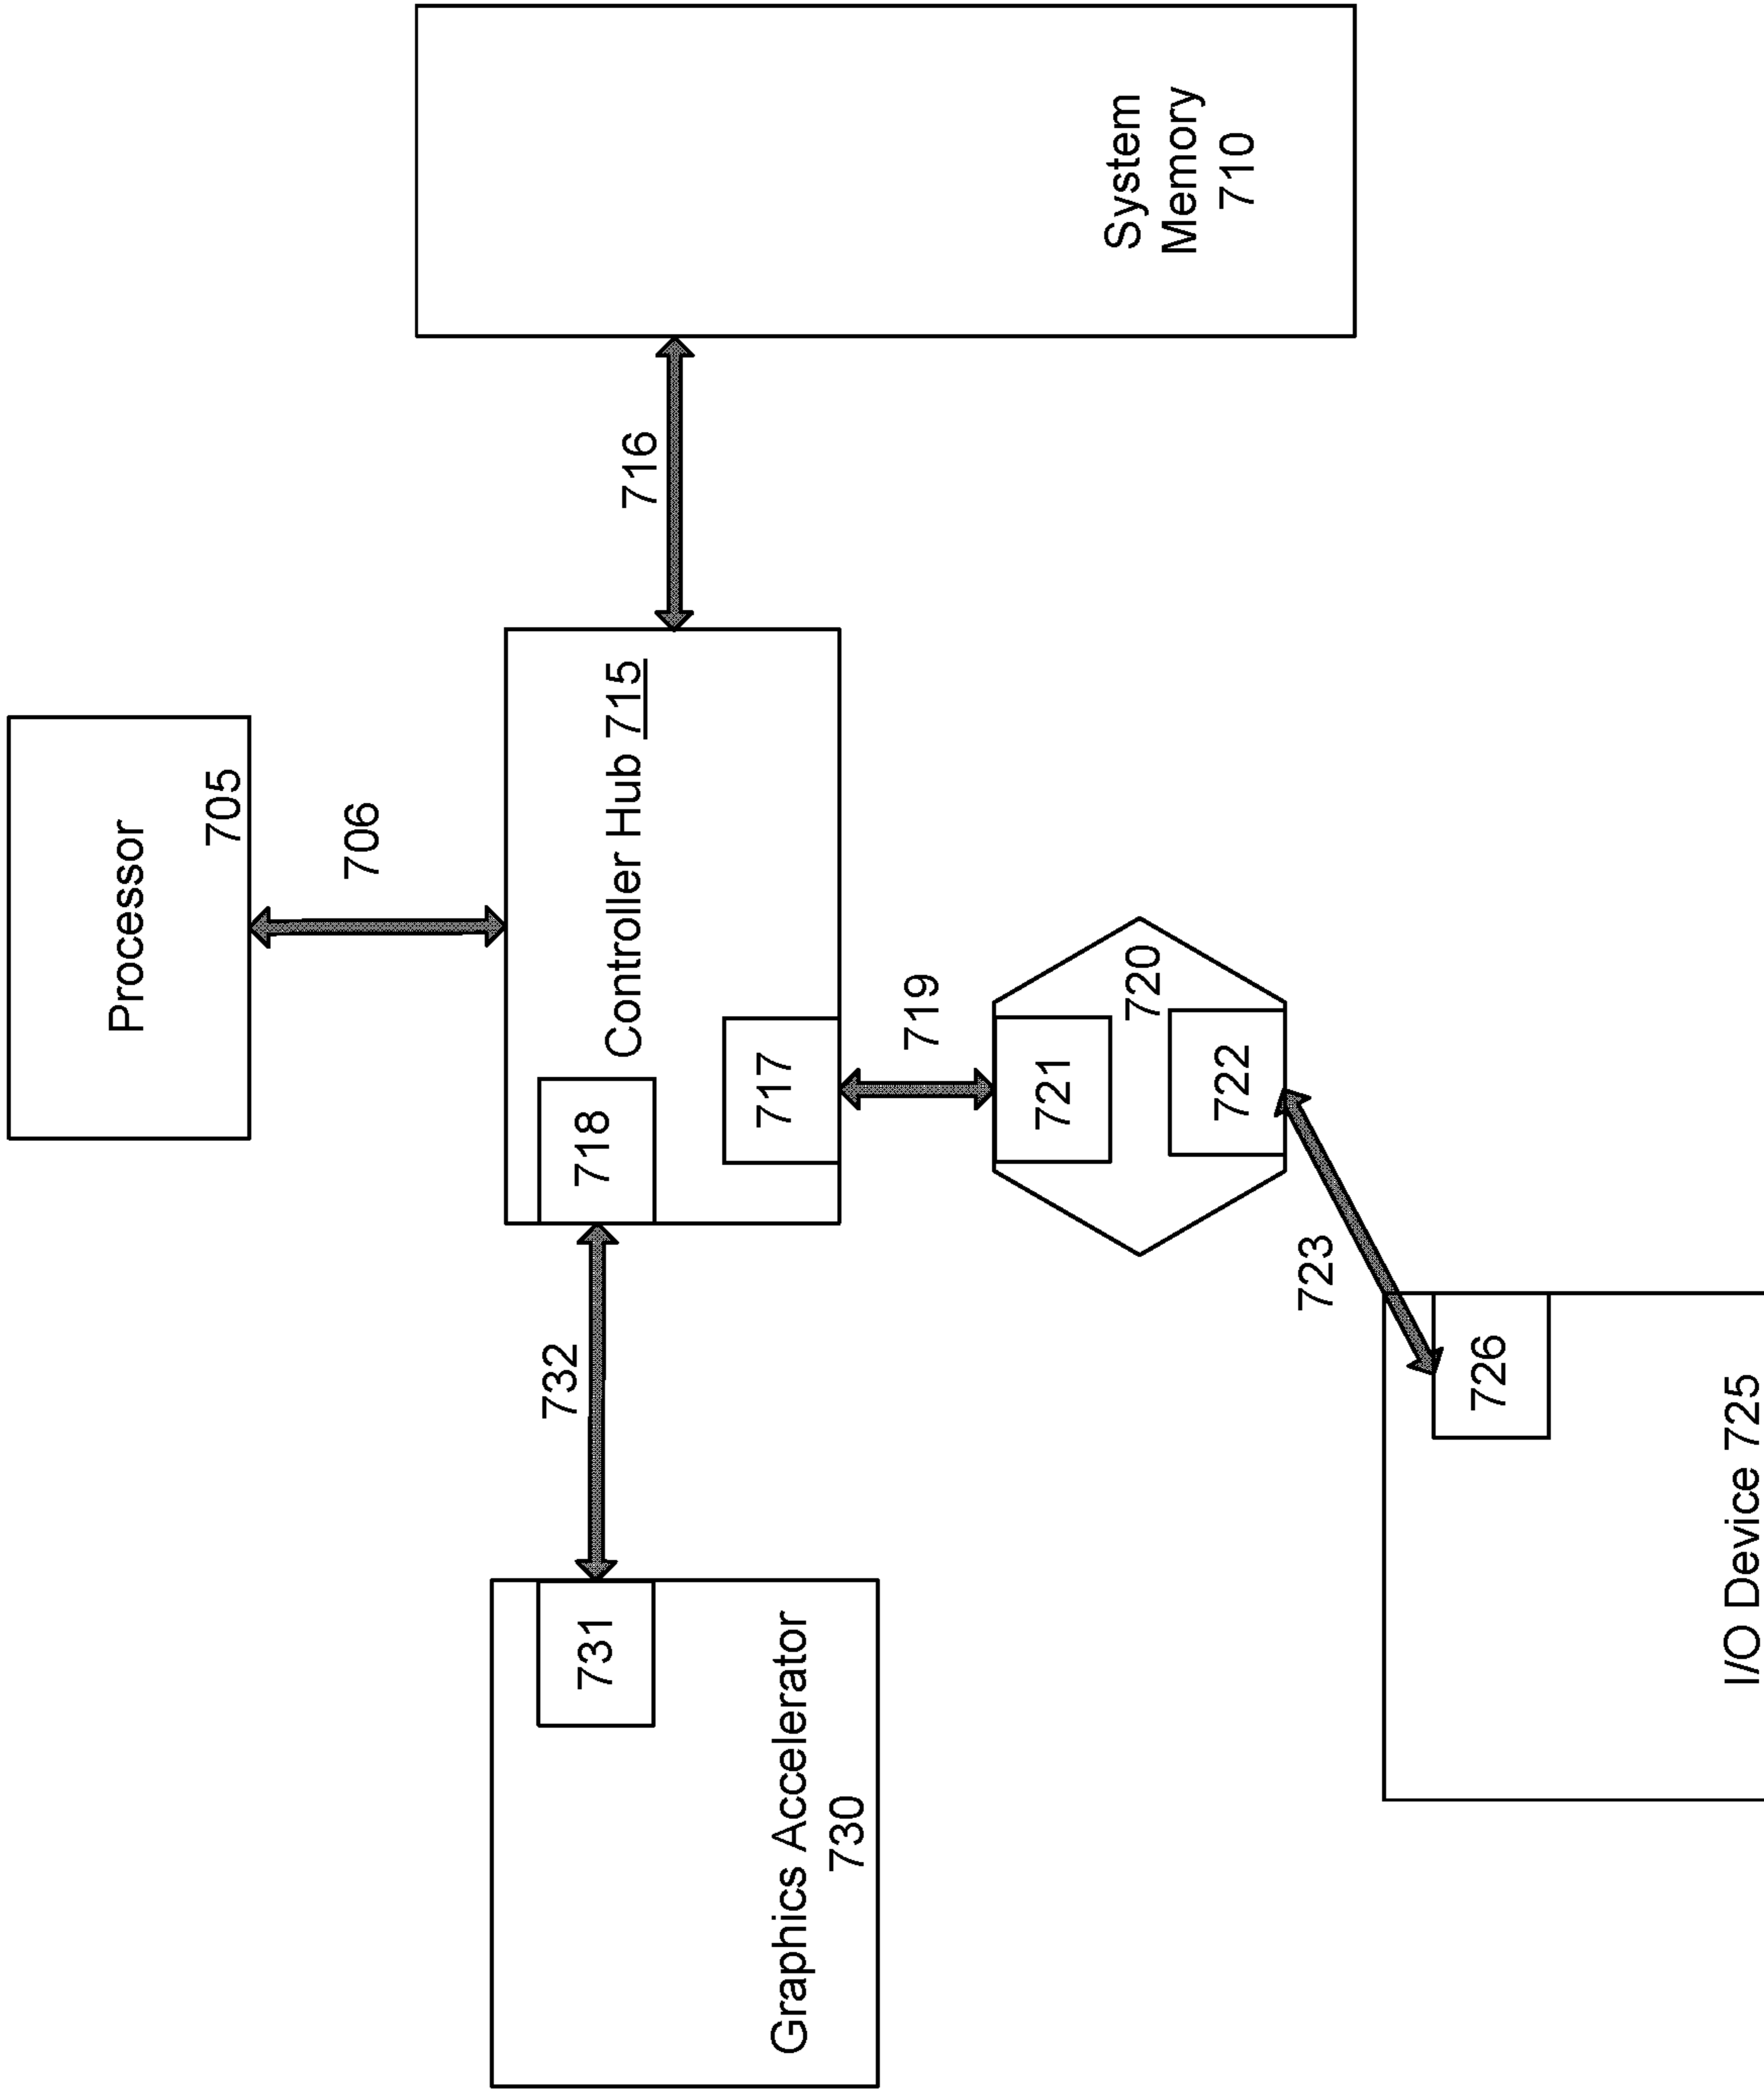 Processor
705
706
System
Memory
710
716
Controller Hub 715
718
717
732
Graphics Accelerator
730
731
719
720
721
722
723
726
I/O Device 725